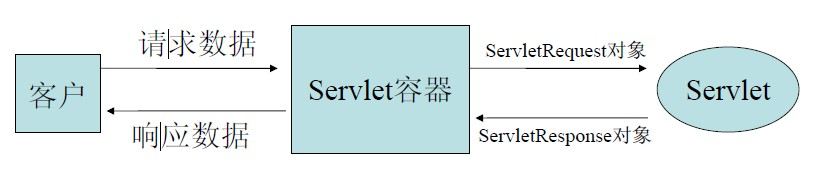 请求数据
ServletRequest对象
客户
Servlet容器
Servlet
响应数据
ServletResponse对象